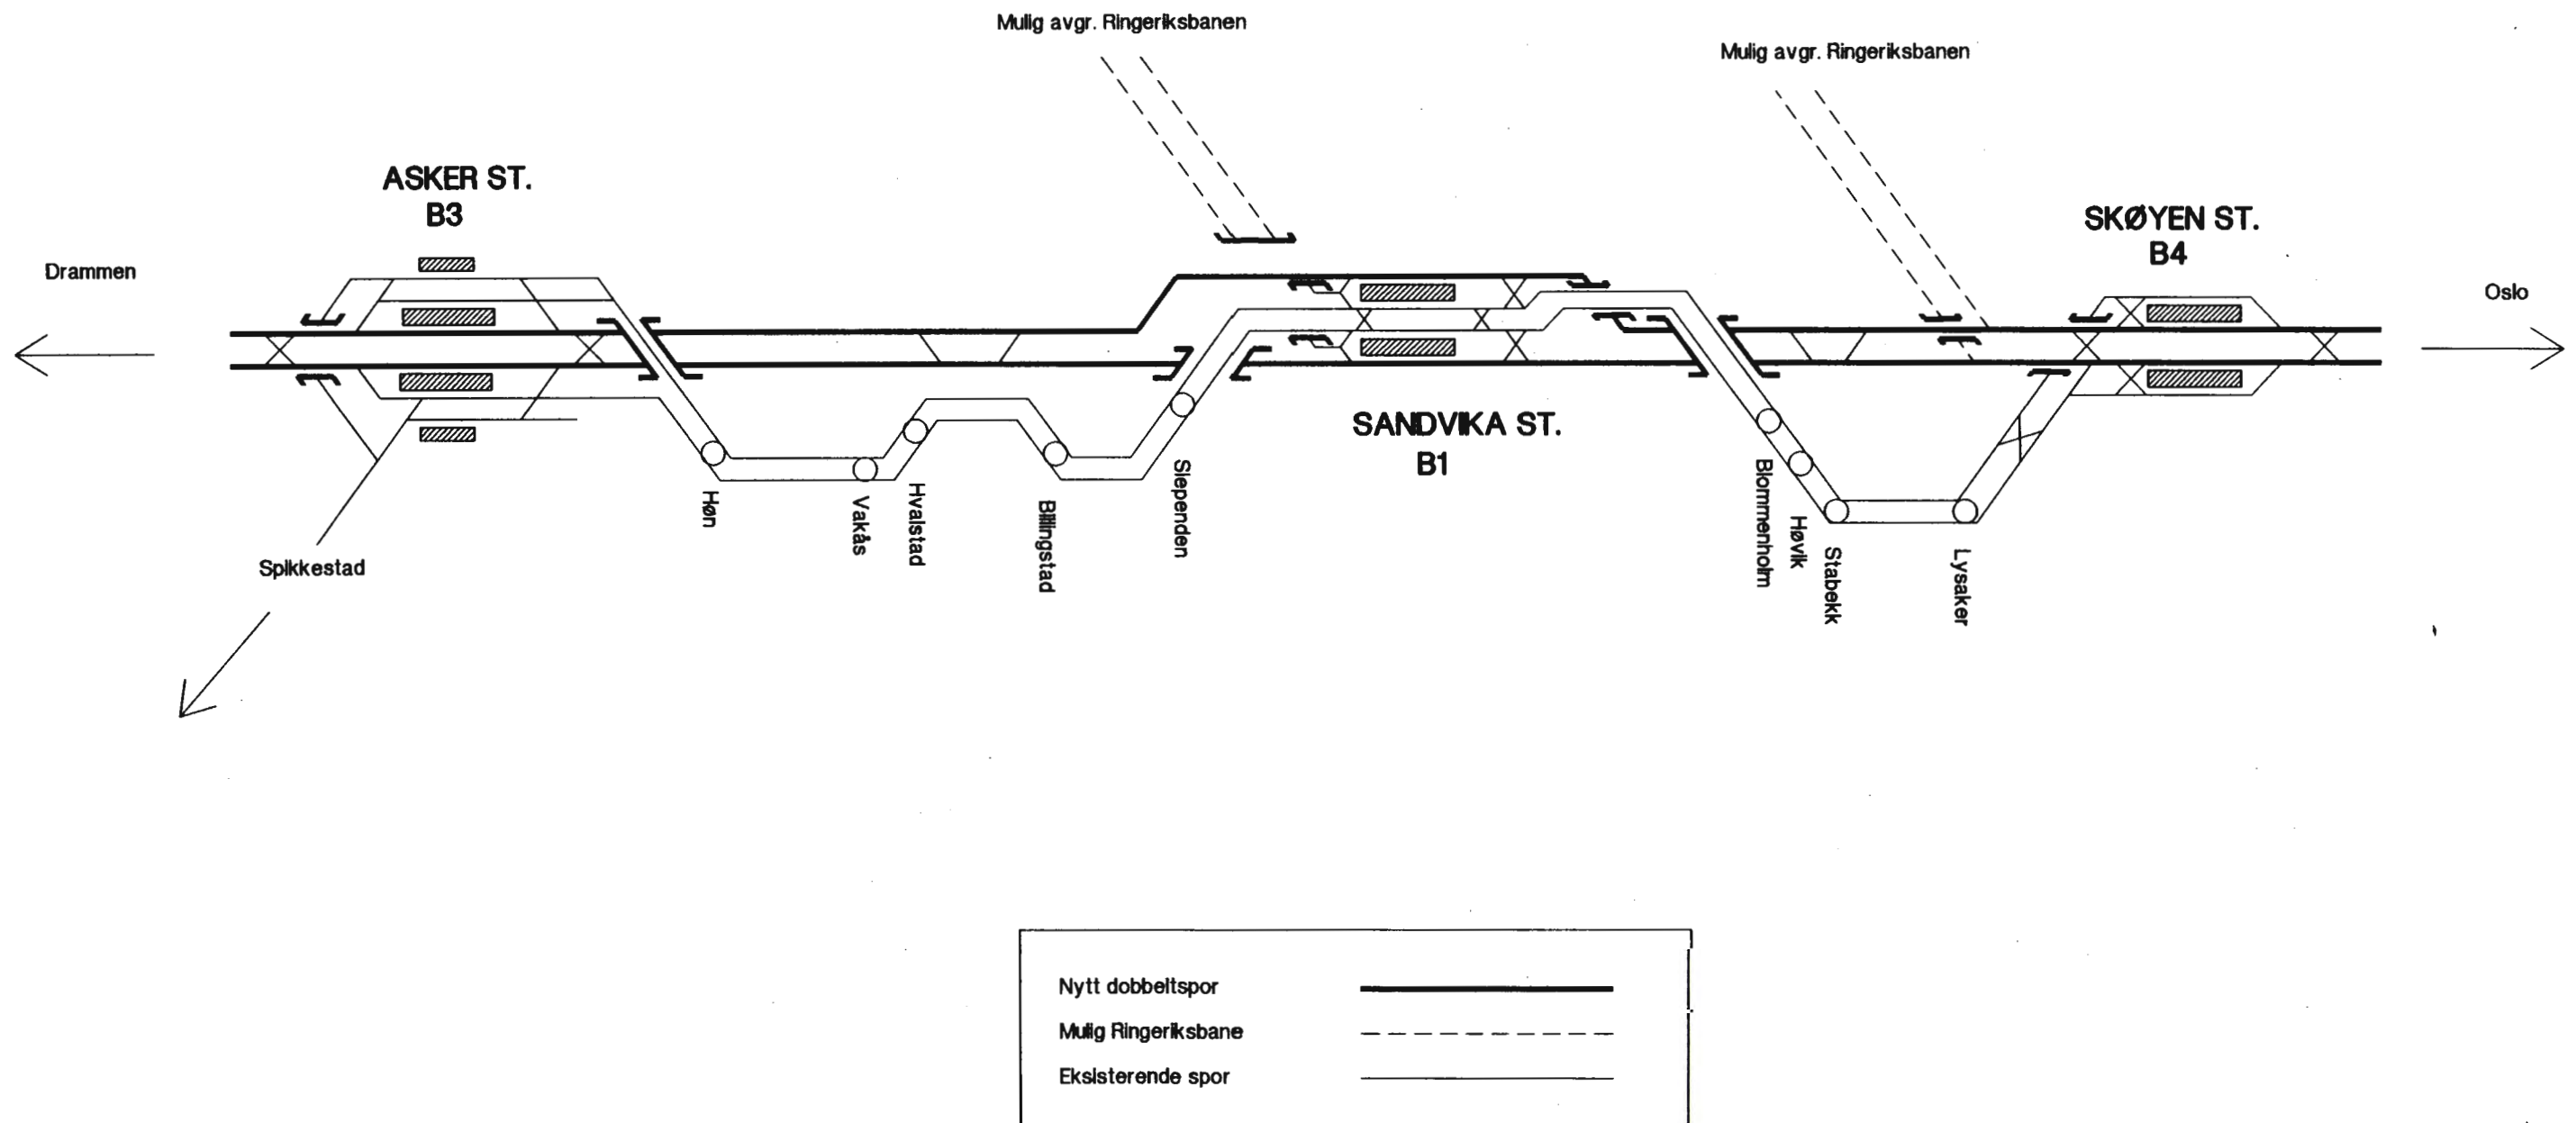 Mulig avgr. Ringeriksbanen
Mulig avgr. Ringeriksbanen
ASKER ST.
B3
SKØYEN ST.
B4
Drammen
Oslo
SANDVIKA ST.
B1
Høn
Vakås
Hvalstad
Billingstad
Slependen
Blommenholm
Høvik
Stabekk
Lysaker
Spikkestad
Nytt dobbeltspor
Mulig Ringeriksbane
Eksisterende spor